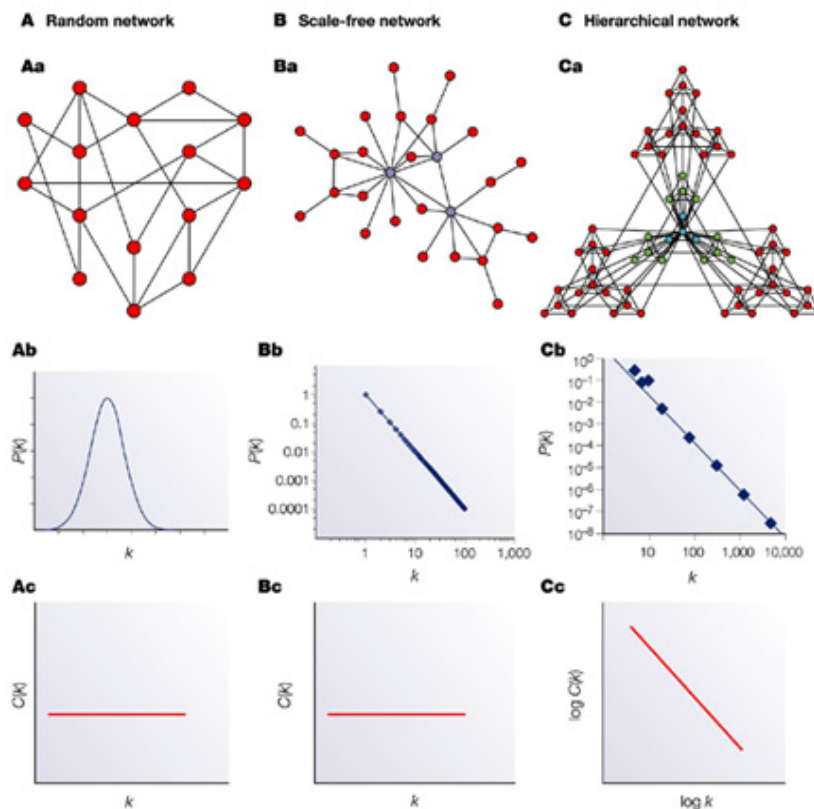 A Random network
B Scale-free network
C Hierarchical network
Aa
Ba
Ca
Ab
P(k)
k
Bb
1
0.1
0.01
0.001
0.0001
P(k)
1 10 100 1,000
k
Cb
10^0
10^-1
10^-2
10^-3
10^-4
10^-5
10^-6
10^-7
10^-8
P(k)
10 100 1,000 10,000
k
Ac
C(k)
k
Bc
C(k)
k
Cc
log C(k)
log k